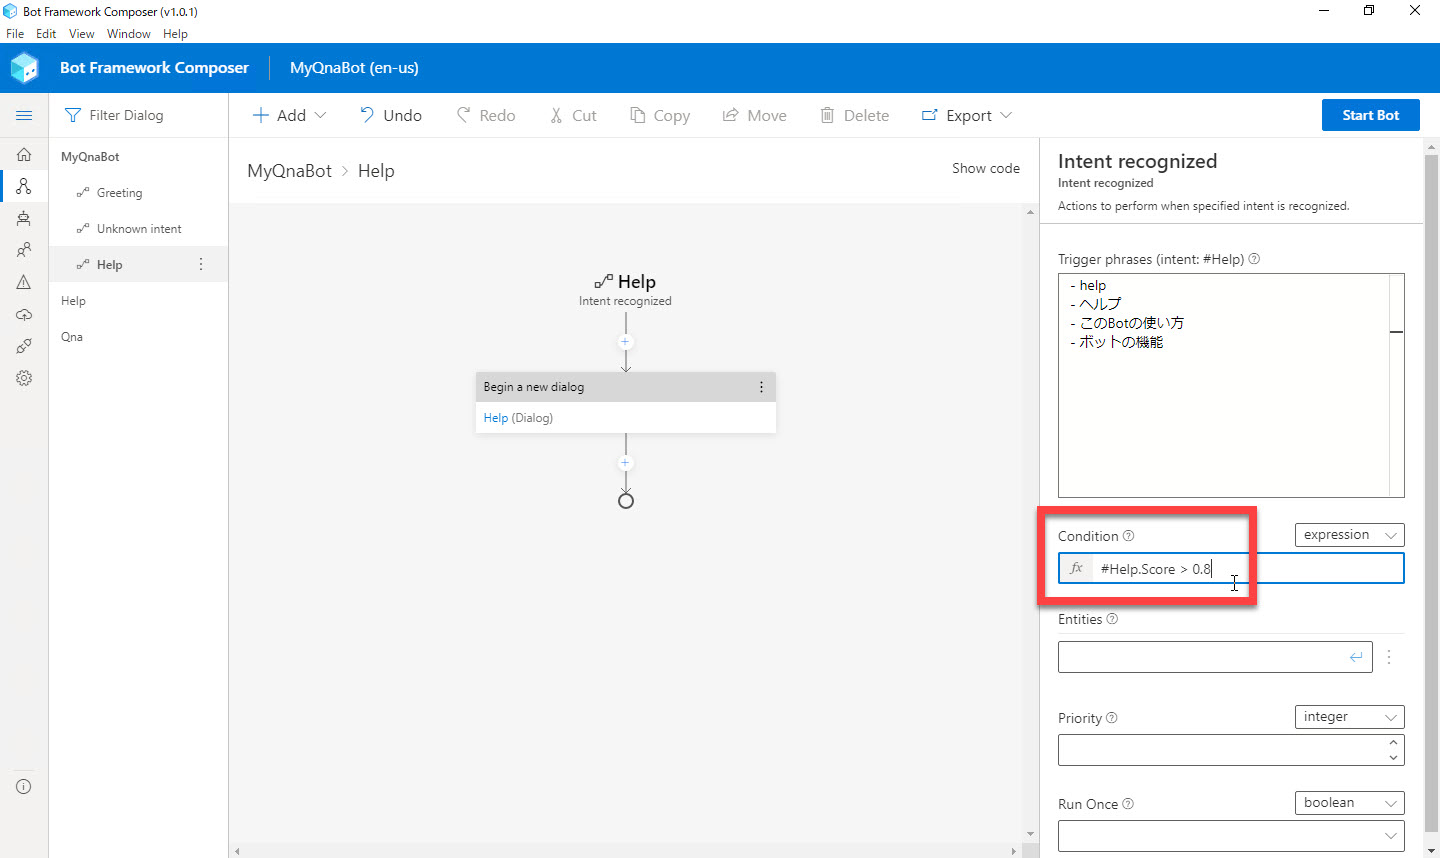 Bot Framework Composer (v1.0.1)
File Edit View Window Help
Bot Framework Composer MyQnaBot (en-us)
Filter Dialog
Add Undo Redo Cut Copy Move Delete Export Start Bot
MyQnaBot
Greeting
Unknown intent
Help
Help
Qna
MyQnaBot > Help
Show code
Help
Intent recognized
Begin a new dialog
Help (Dialog)
Intent recognized
Intent recognized
Actions to perform when specified intent is recognized.
Trigger phrases (intent: #Help)
- help
- ヘルプ
- このBotの使い方
- ボットの機能
Condition expression
fx #Help.Score > 0.8
Entities
Priority integer
Run Once boolean